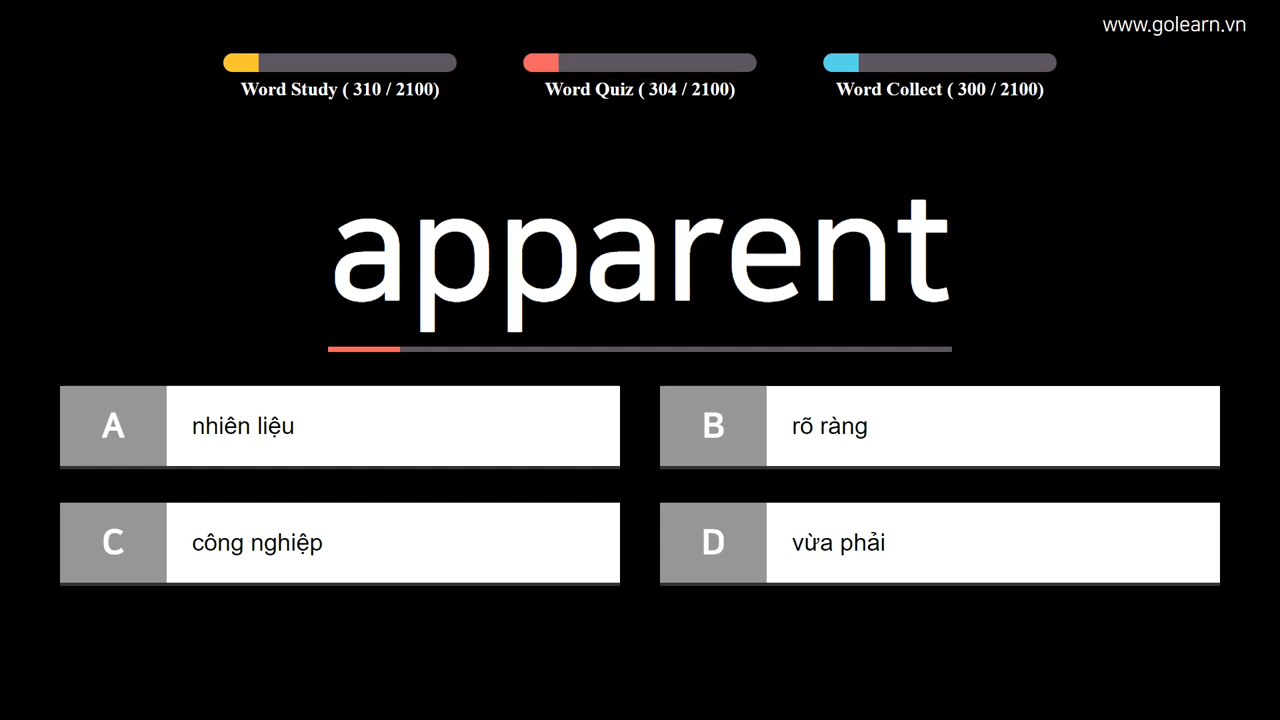 www.golearn.vn
Word Study ( 310 / 2100)
Word Quiz ( 304 / 2100)
Word Collect ( 300 / 2100)
apparent
A nhiên liệu
B rõ ràng
C công nghiệp
D vừa phải